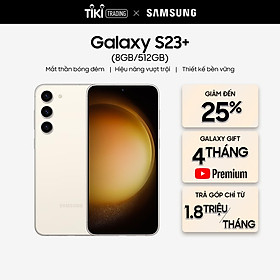 TIKI TRADING × SAMSUNG
Galaxy S23+
(8GB/512GB)
Mắt thần bóng đêm | Hiệu năng vượt trội | Thiết kế bền vững
GIẢM ĐẾN
25%
GALAXY GIFT
4 THÁNG
Premium
TRẢ GÓP CHỈ TỪ
1.8 TRIỆU/THÁNG
SAMSUNG